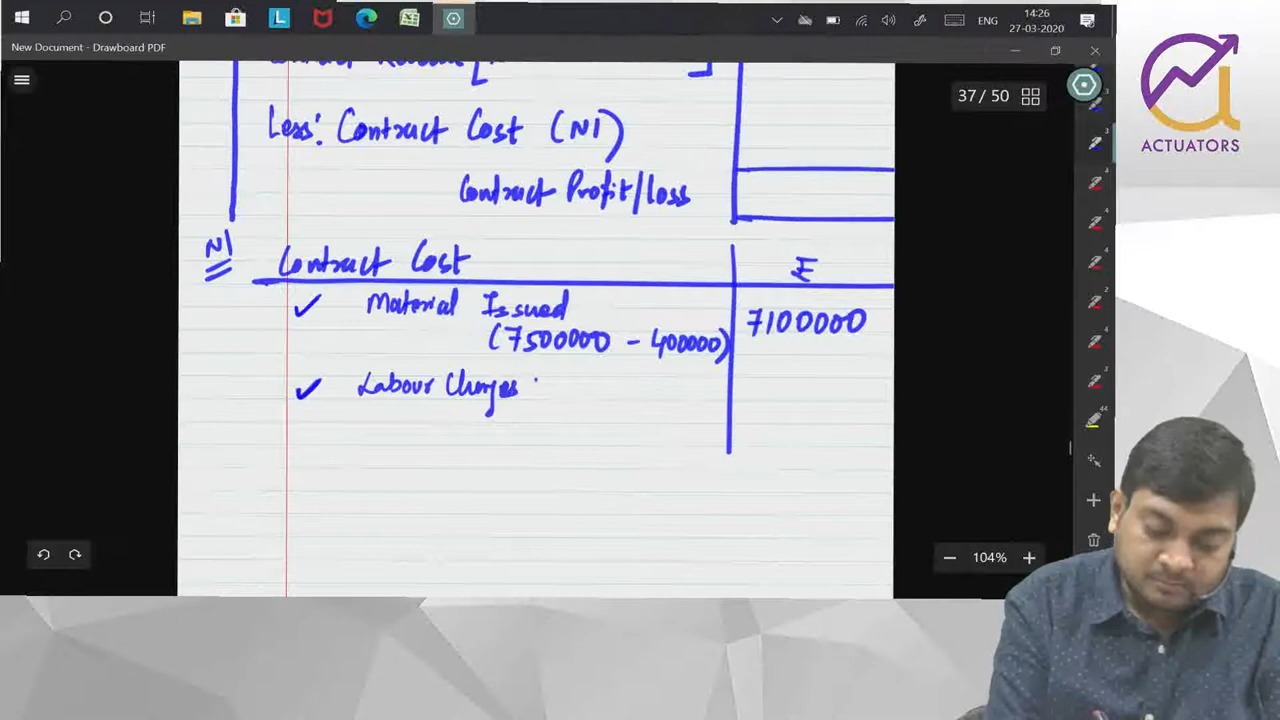 14:26
ENG
27-03-2020
New Document - Drawboard PDF
37 / 50
ACTUATORS
Less: Contract Cost (N1)
Contract Profit/Loss
N1 Contract Cost
Material Issued
(7500000 - 400000) 7100000
Labour Charges
104%